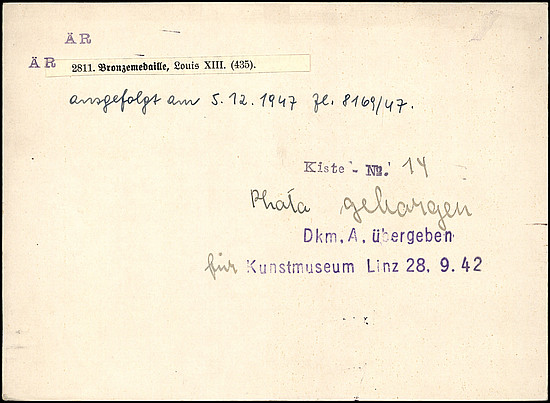 ÄR
ÄR 2811. Bronzemedaille, Louis XIII. (435).
ausgefolgt am 5.12.1947 Zl. 8169/47.
Kiste - Nr. 14
Photo geborgen
Dkm. A. übergeben
für Kunstmuseum Linz 28. 9. 42